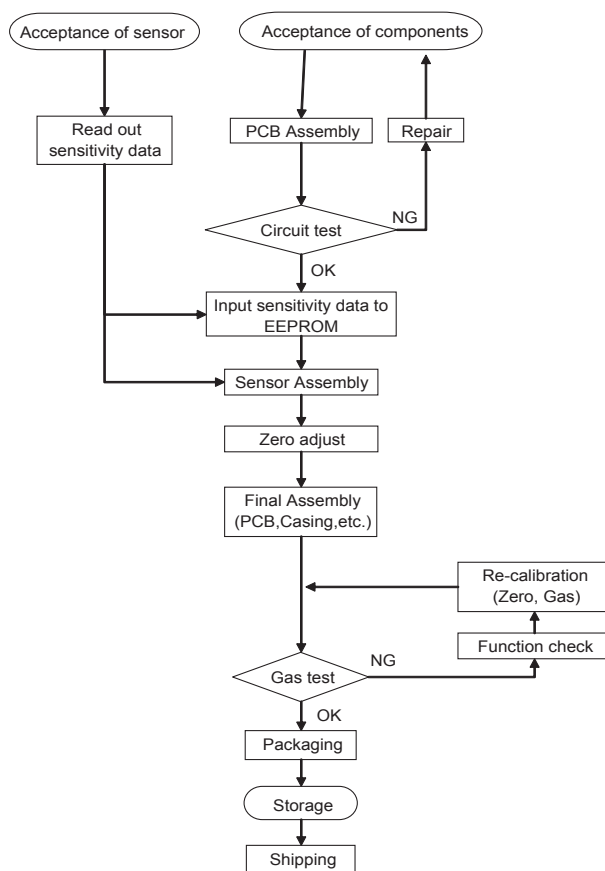 Acceptance of sensor
Acceptance of components
Read out
sensitivity data
PCB Assembly
Repair
Circuit test
NG
OK
Input sensitivity data to
EEPROM
Sensor Assembly
Zero adjust
Final Assembly
(PCB,Casing,etc.)
Re-calibration
(Zero, Gas)
Function check
Gas test
NG
OK
Packaging
Storage
Shipping